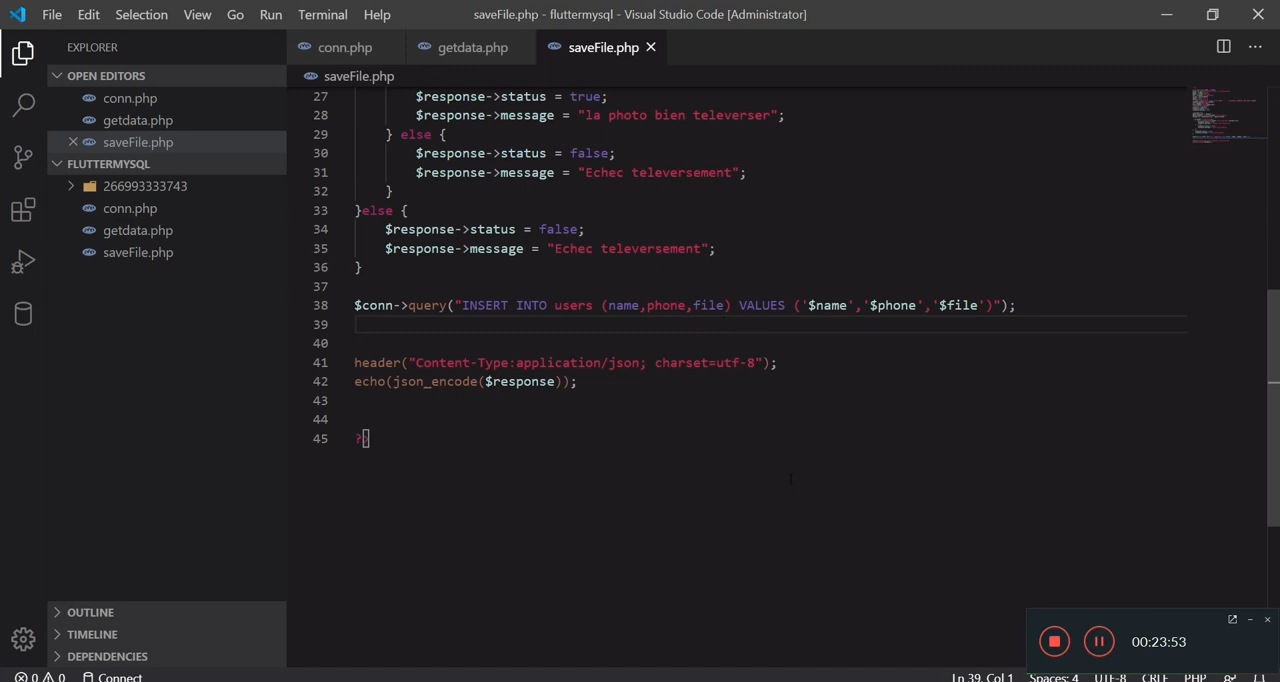 File Edit Selection View Go Run Terminal Help
saveFile.php - fluttermysql - Visual Studio Code [Administrator]
EXPLORER
OPEN EDITORS
conn.php
getdata.php
saveFile.php
FLUTTERMYSQL
266993333743
conn.php
getdata.php
saveFile.php
OUTLINE
TIMELINE
DEPENDENCIES
conn.php getdata.php saveFile.php
saveFile.php
27 $response->status = true;
28 $response->message = "la photo bien televerser";
29 } else {
30 $response->status = false;
31 $response->message = "Echec televersement";
32 }
33 }else {
34 $response->status = false;
35 $response->message = "Echec televersement";
36 }
37
38 $conn->query("INSERT INTO users (name,phone,file) VALUES ('$name','$phone','$file')");
39
40
41 header("Content-Type:application/json; charset=utf-8");
42 echo(json_encode($response));
43
44
45 ?>
00:23:53
0 0 Connect
Ln 39, Col 1 Spaces: 4 UTF-8 CRLF PHP